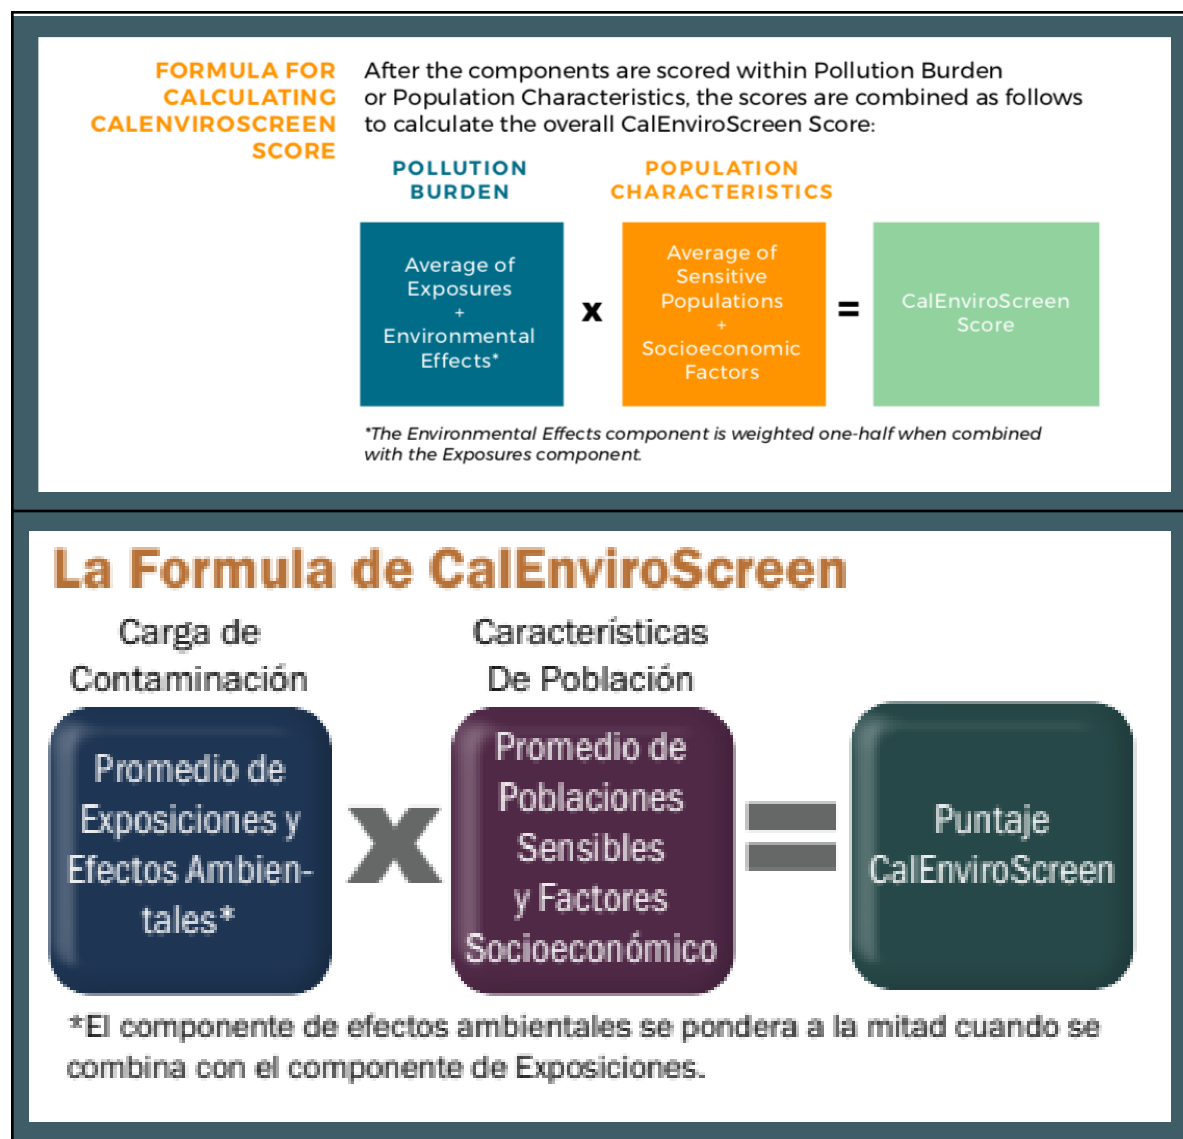 FORMULA FOR
CALCULATING
CALENVIROSCREEN
SCORE
After the components are scored within Pollution Burden
or Population Characteristics, the scores are combined as follows
to calculate the overall CalEnviroScreen Score:
POLLUTION
BURDEN
POPULATION
CHARACTERISTICS
Average of
Exposures
+
Environmental
Effects*
x
Average of
Sensitive
Populations
+
Socioeconomic
Factors
=
CalEnviroScreen
Score
*The Environmental Effects component is weighted one-half when combined
with the Exposures component.
La Formula de CalEnviroScreen
Carga de
Contaminación
Características
De Población
Promedio de
Exposiciones y
Efectos Ambien-
tales*
x
Promedio de
Poblaciones
Sensibles
y Factores
Socioeconómico
=
Puntaje
CalEnviroScreen
*El componente de efectos ambientales se pondera a la mitad cuando se
combina con el componente de Exposiciones.